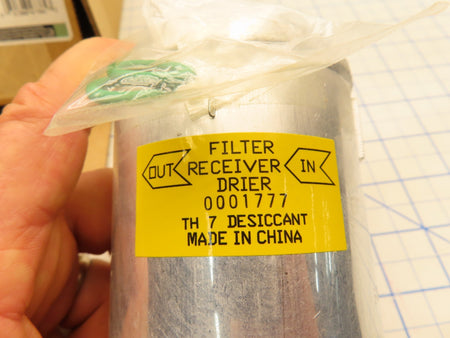 FILTER
OUT RECEIVER IN
DRIER
0001777
TH 7 DESICCANT
MADE IN CHINA